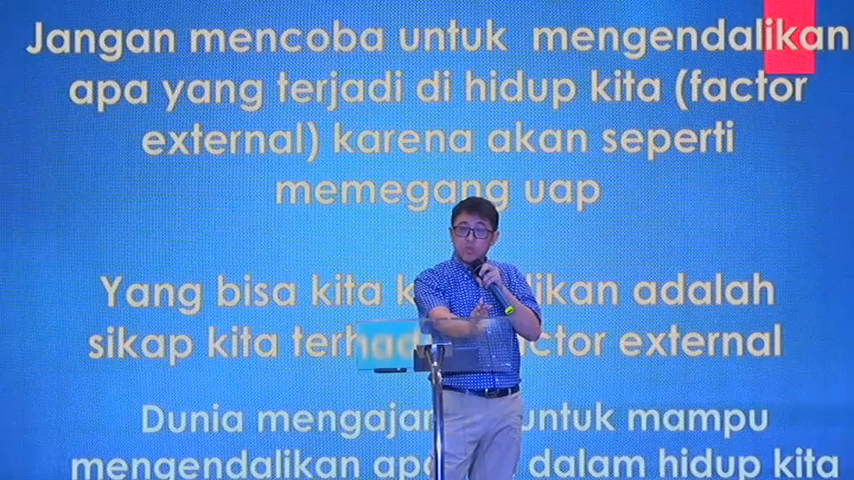 Jangan mencoba untuk mengendalikan
apa yang terjadi di hidup kita (factor
external) karena akan seperti
memegang uap
Yang bisa kita adalah
sikap kita external
Dunia untuk mampu
mengendalikan dalam hidup kita